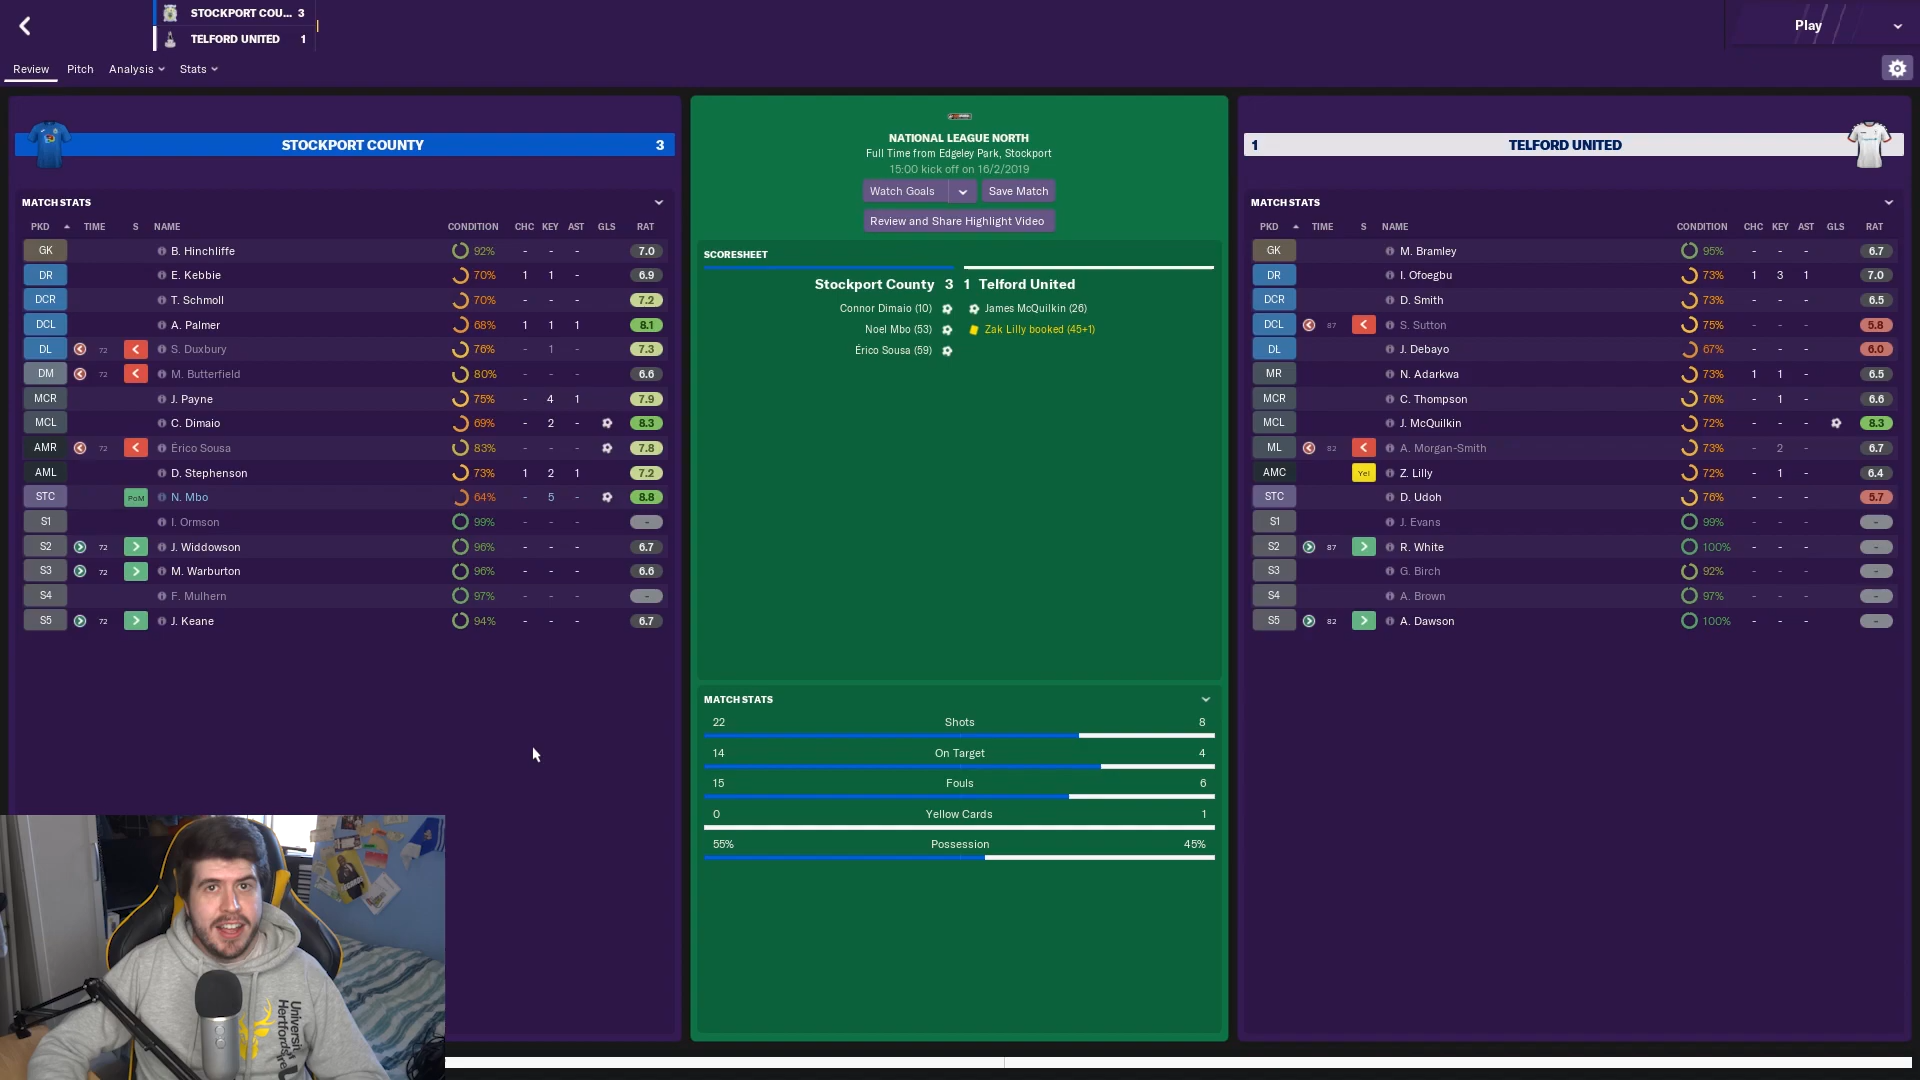 STOCKPORT COU... 3
TELFORD UNITED 1
Play
Review Pitch Analysis Stats
STOCKPORT COUNTY 3
MATCH STATS
PKD TIME S NAME CONDITION CHC KEY AST GLS RAT
GK B. Hinchliffe 92% - - - 7.0
DR E. Kebbie 70% 1 1 - 6.9
DCR T. Schmoll 70% - - - 7.2
DCL A. Palmer 68% 1 1 1 8.1
DL 72 S. Duxbury 76% - 1 - 7.3
DM 72 M. Butterfield 80% - - - 6.6
MCR J. Payne 75% - 4 1 7.9
MCL C. Dimaio 69% - 2 - 8.3
AMR 72 Érico Sousa 83% - - - 7.8
AML D. Stephenson 73% 1 2 1 7.2
STC PoM N. Mbo 64% - 5 - 8.8
S1 I. Ormson 99% - - - -
S2 72 J. Widdowson 96% - - - 6.7
S3 72 M. Warburton 96% - - - 6.6
S4 F. Mulhern 97% - - - -
S5 72 J. Keane 94% - - - 6.7
NATIONAL LEAGUE NORTH
Full Time from Edgeley Park, Stockport
15:00 kick off on 16/2/2019
Watch Goals Save Match
Review and Share Highlight Video
SCORESHEET
Stockport County 3 1 Telford United
Connor Dimaio (10) James McQuilkin (26)
Noel Mbo (53) Zak Lilly booked (45+1)
Érico Sousa (59)
MATCH STATS
22 Shots 8
14 On Target 4
15 Fouls 6
0 Yellow Cards 1
55% Possession 45%
1 TELFORD UNITED
MATCH STATS
PKD TIME S NAME CONDITION CHC KEY AST GLS RAT
GK M. Bramley 95% - - - 6.7
DR I. Ofoegbu 73% 1 3 1 7.0
DCR D. Smith 73% - - - 6.5
DCL 87 S. Sutton 75% - - - 5.8
DL J. Debayo 67% - - - 6.0
MR N. Adarkwa 73% 1 1 - 6.5
MCR C. Thompson 76% - 1 - 6.6
MCL J. McQuilkin 72% - - - 8.3
ML 82 A. Morgan-Smith 73% - 2 - 6.7
AMC Yel Z. Lilly 72% - 1 - 6.4
STC D. Udoh 76% - - - 5.7
S1 J. Evans 99% - - - -
S2 87 R. White 100% - - - -
S3 G. Birch 92% - - - -
S4 A. Brown 97% - - - -
S5 82 A. Dawson 100% - - - -